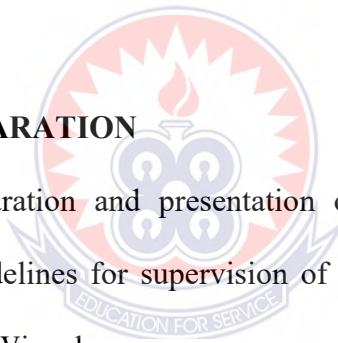 ARATION
aration and presentation o
delines for supervision of
EDUCATION FOR SERVICE